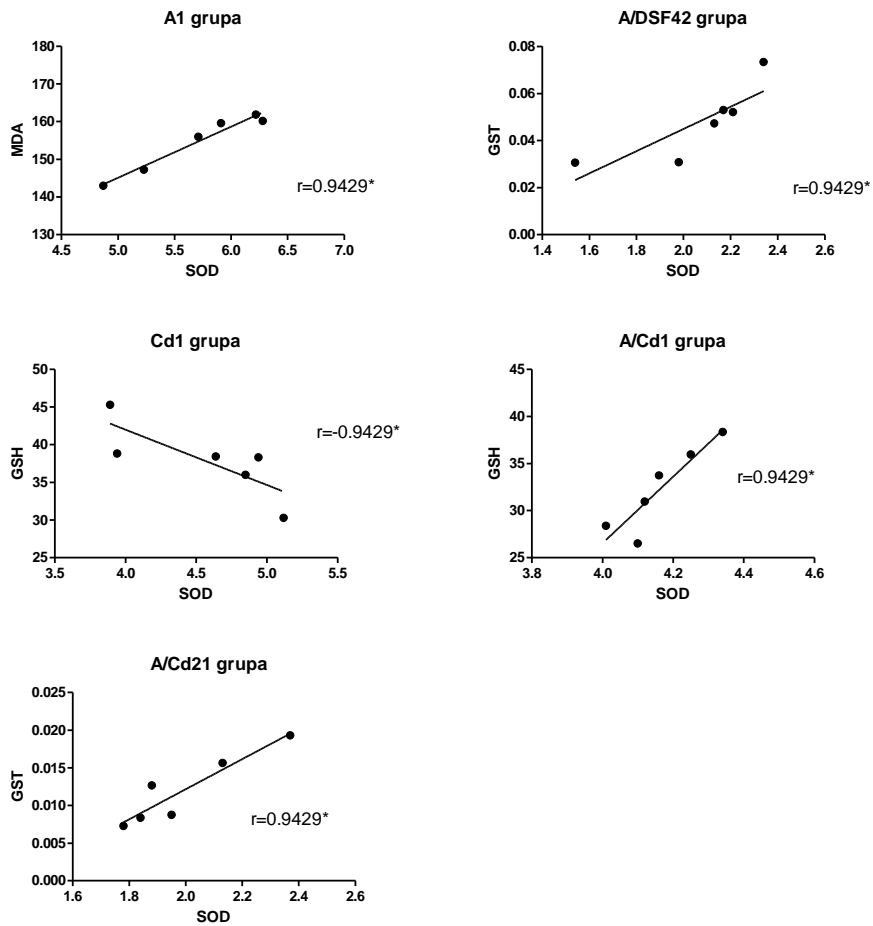 A1 grupa
180
170
160
150
140
130
MDA
4.5 5.0 5.5 6.0 6.5 7.0
SOD
r=0.9429*
A/DSF42 grupa
0.08
0.06
0.04
0.02
0.00
GST
1.4 1.6 1.8 2.0 2.2 2.4 2.6
SOD
r=0.9429*
Cd1 grupa
50
45
40
35
30
25
GSH
3.5 4.0 4.5 5.0 5.5
SOD
r=-0.9429*
A/Cd1 grupa
45
40
35
30
25
GSH
3.8 4.0 4.2 4.4 4.6
SOD
r=0.9429*
A/Cd21 grupa
0.025
0.020
0.015
0.010
0.005
0.000
GST
1.6 1.8 2.0 2.2 2.4 2.6
SOD
r=0.9429*